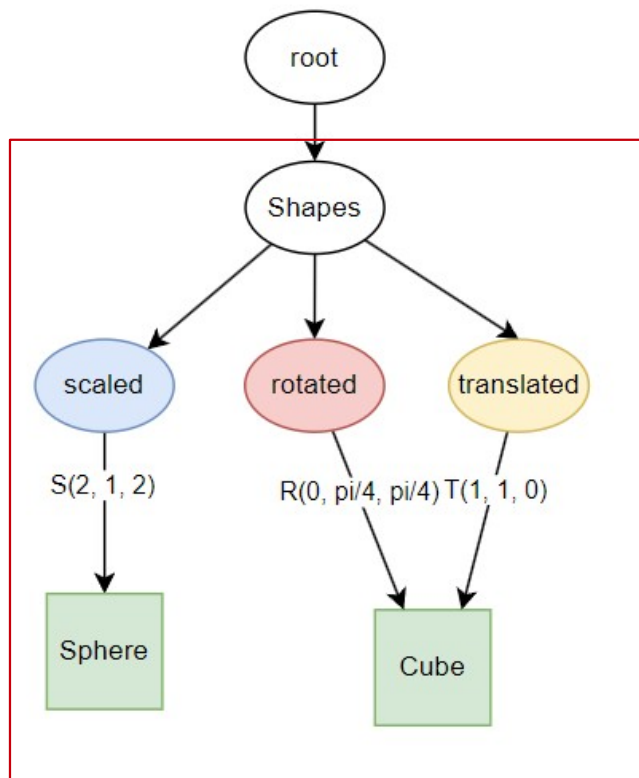 root
Shapes
scaled
rotated
translated
S(2, 1, 2)
R(0, pi/4, pi/4)
T(1, 1, 0)
Sphere
Cube